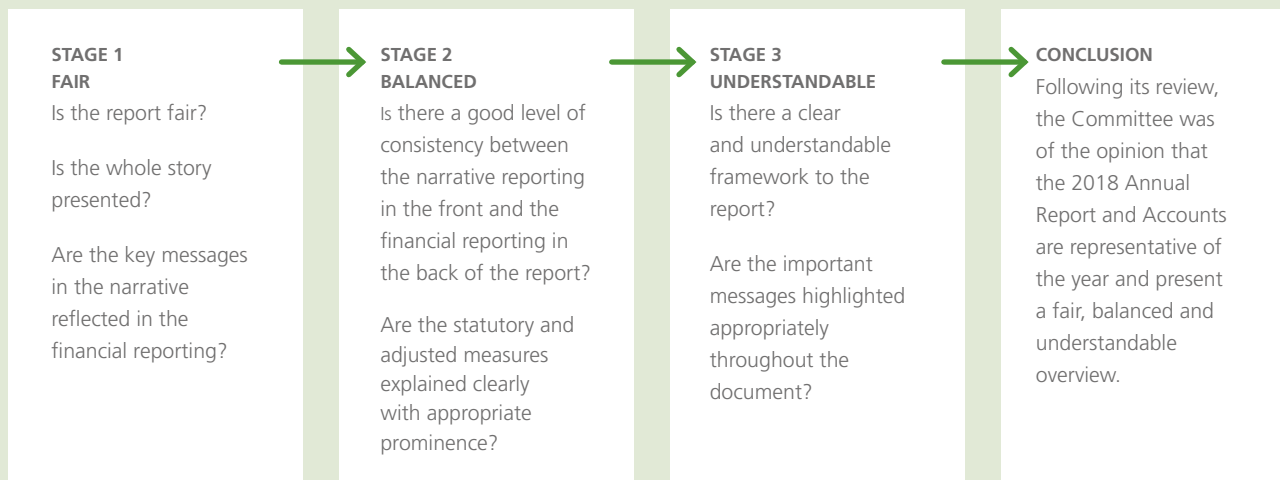 STAGE 1
FAIR
Is the report fair?
Is the whole story
presented?
Are the key messages
in the narrative
reflected in the
financial reporting?
STAGE 2
BALANCED
Is there a good level of
consistency between
the narrative reporting
in the front and the
financial reporting in
the back of the report?
Are the statutory and
adjusted measures
explained clearly
with appropriate
prominence?
STAGE 3
UNDERSTANDABLE
Is there a clear
and understandable
framework to the
report?
Are the important
messages highlighted
appropriately
throughout the
document?
CONCLUSION
Following its review,
the Committee was
of the opinion that
the 2018 Annual
Report and Accounts
are representative of
the year and present
a fair, balanced and
understandable
overview.